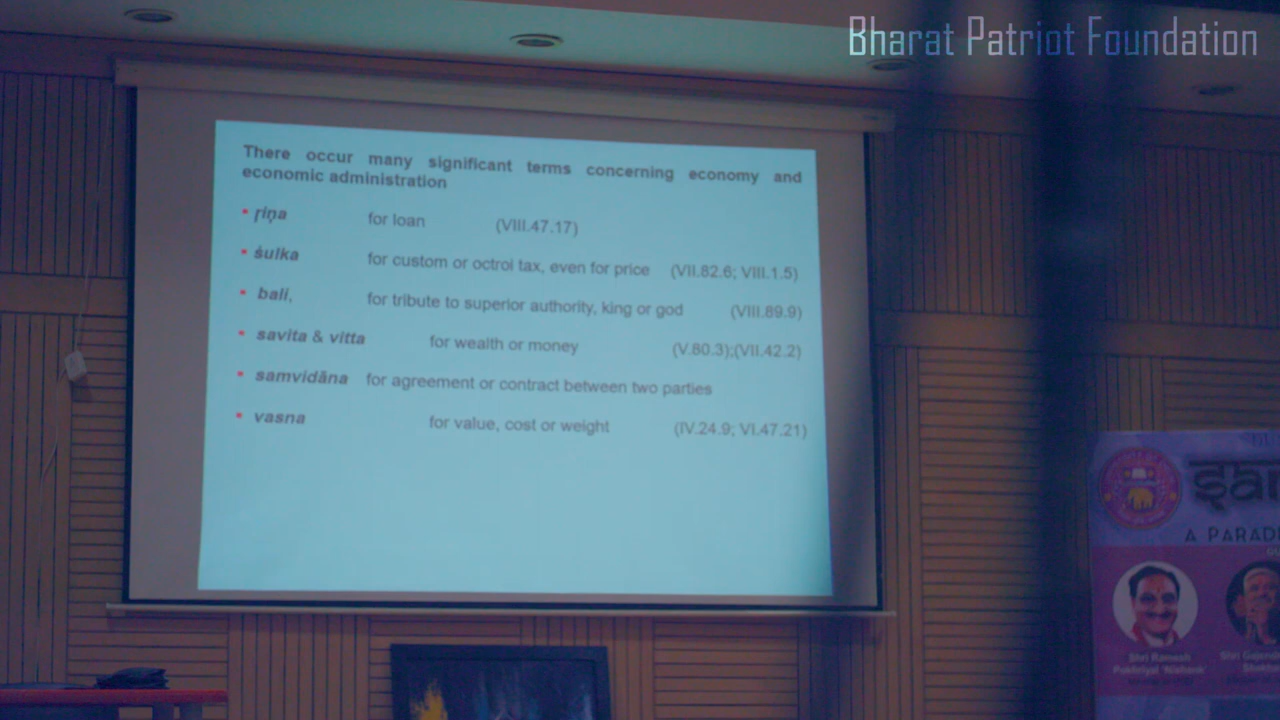 Bharat Patriot Foundation
There occur many significant terms concerning economy and
economic administration
▪ ŗiņa for loan (VIII.47.17)
▪ śulka for custom or octroi tax, even for price (VII.82.6; VIII.1.5)
▪ bali, for tribute to superior authority, king or god (VIII.89.9)
▪ savita & vitta for wealth or money (V.80.3);(VII.42.2)
▪ samvidāna for agreement or contract between two parties
▪ vasna for value, cost or weight (IV.24.9; VI.47.21)
A PARAD
Shri Ramesh
Pokhriyal 'Nishank'